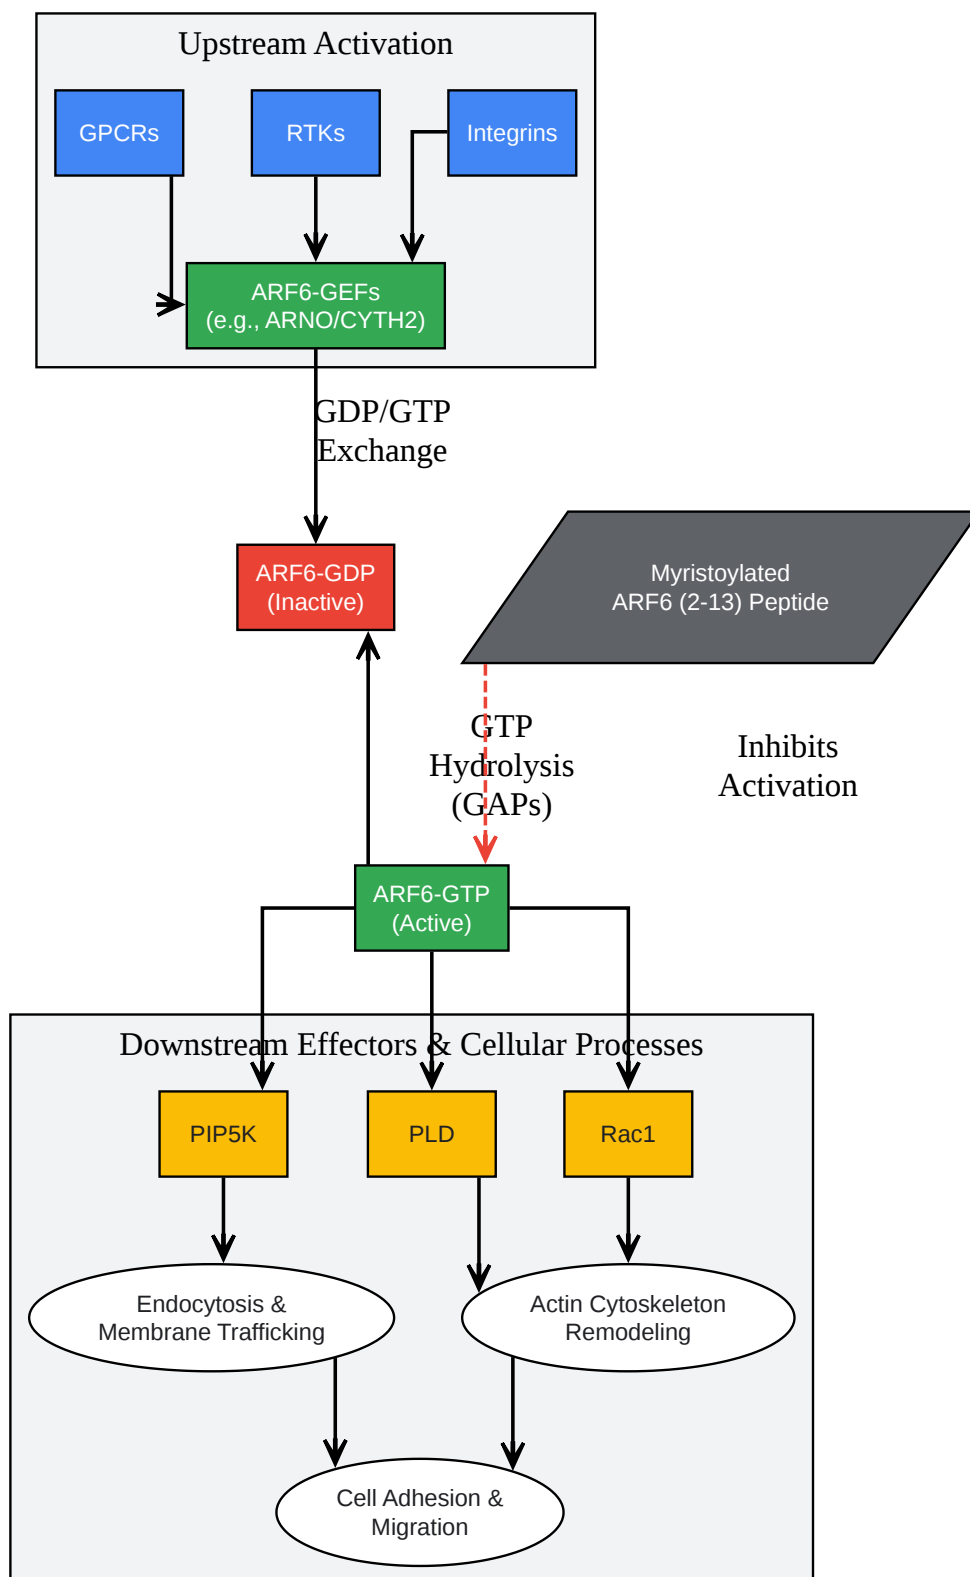 Upstream Activation
GPCRs
RTKs
Integrins
ARF6-GEFs
(e.g., ARNO/CYTH2)
GDP/GTP
Exchange
ARF6-GDP
(Inactive)
Myristoylated
ARF6 (2-13) Peptide
GTP
Hydrolysis
(GAPs)
Inhibits
Activation
ARF6-GTP
(Active)
Downstream Effectors & Cellular Processes
PIP5K
PLD
Rac1
Endocytosis &
Membrane Trafficking
Actin Cytoskeleton
Remodeling
Cell Adhesion &
Migration